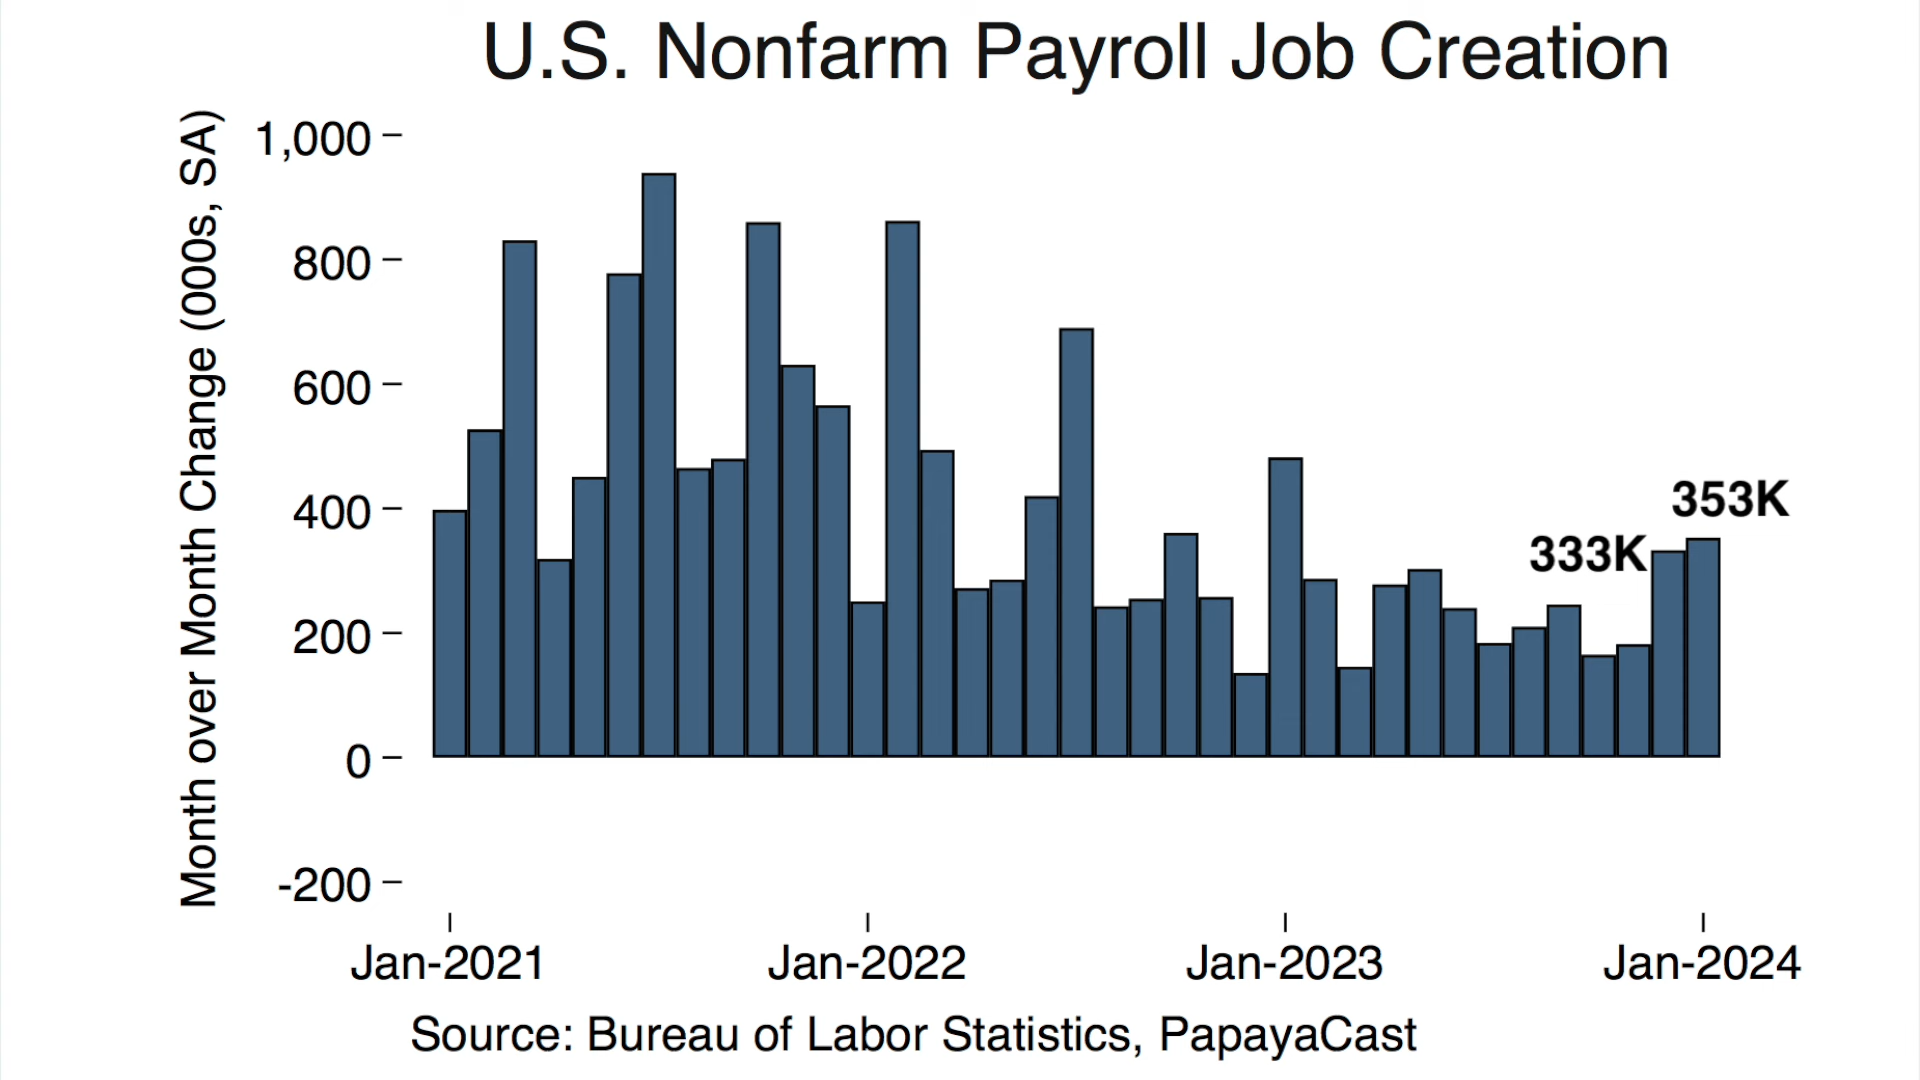 U.S. Nonfarm Payroll Job Creation
Month over Month Change (000s, SA)
1,000
800
600
400
200
0
-200
353K
333K
Jan-2021
Jan-2022
Jan-2023
Jan-2024
Source: Bureau of Labor Statistics, PapayaCast